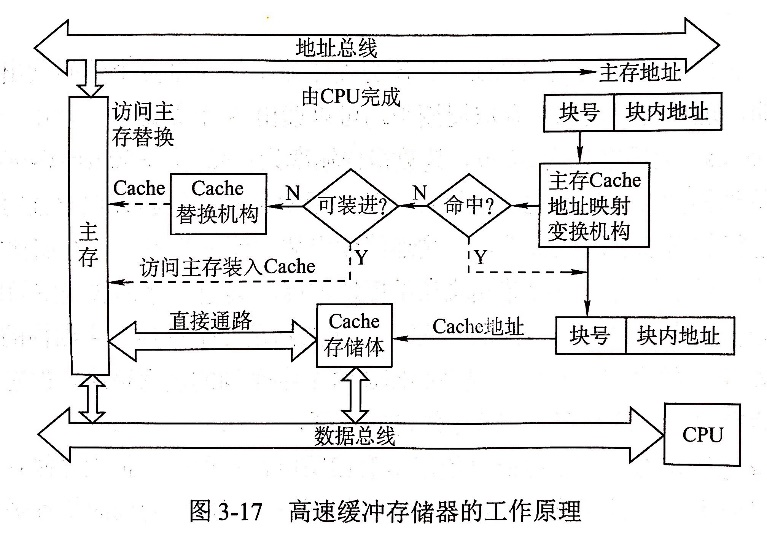 地址总线
主存地址
由CPU完成
访问主
存替换
块号 块内地址
Cache
Cache
替换机构
N
可装进?
N
命中?
主存Cache
地址映射
变换机构
主存
Y
Y
访问主存装入Cache
直接通路
Cache
存储体
Cache地址
块号 块内地址
数据总线
CPU
图 3-17 高速缓冲存储器的工作原理